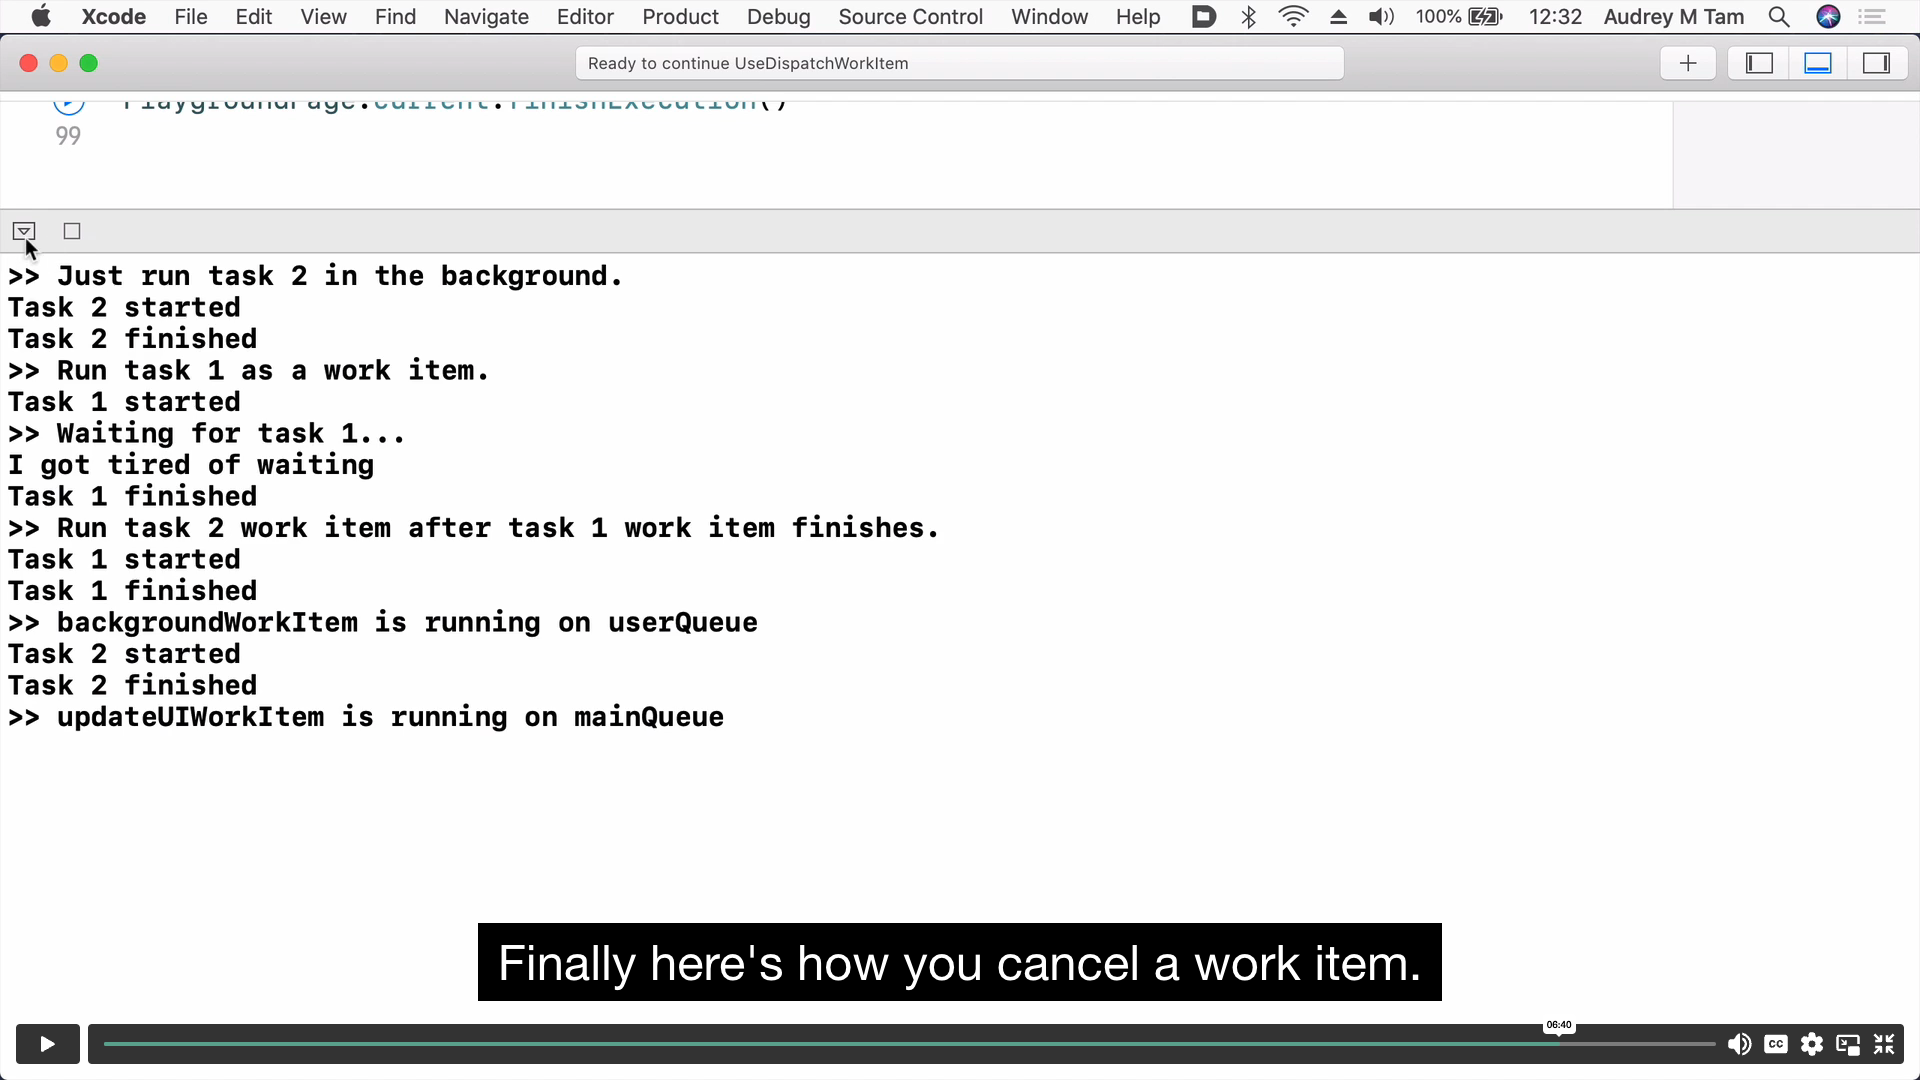 Xcode File Edit View Find Navigate Editor Product Debug Source Control Window Help 100% 12:32 Audrey M Tam
Ready to continue UseDispatchWorkItem
PlaygroundPage.current.finishExecution()
99
>> Just run task 2 in the background.
Task 2 started
Task 2 finished
>> Run task 1 as a work item.
Task 1 started
>> Waiting for task 1...
I got tired of waiting
Task 1 finished
>> Run task 2 work item after task 1 work item finishes.
Task 1 started
Task 1 finished
>> backgroundWorkItem is running on userQueue
Task 2 started
Task 2 finished
>> updateUIWorkItem is running on mainQueue
Finally here's how you cancel a work item.
06:40
CC